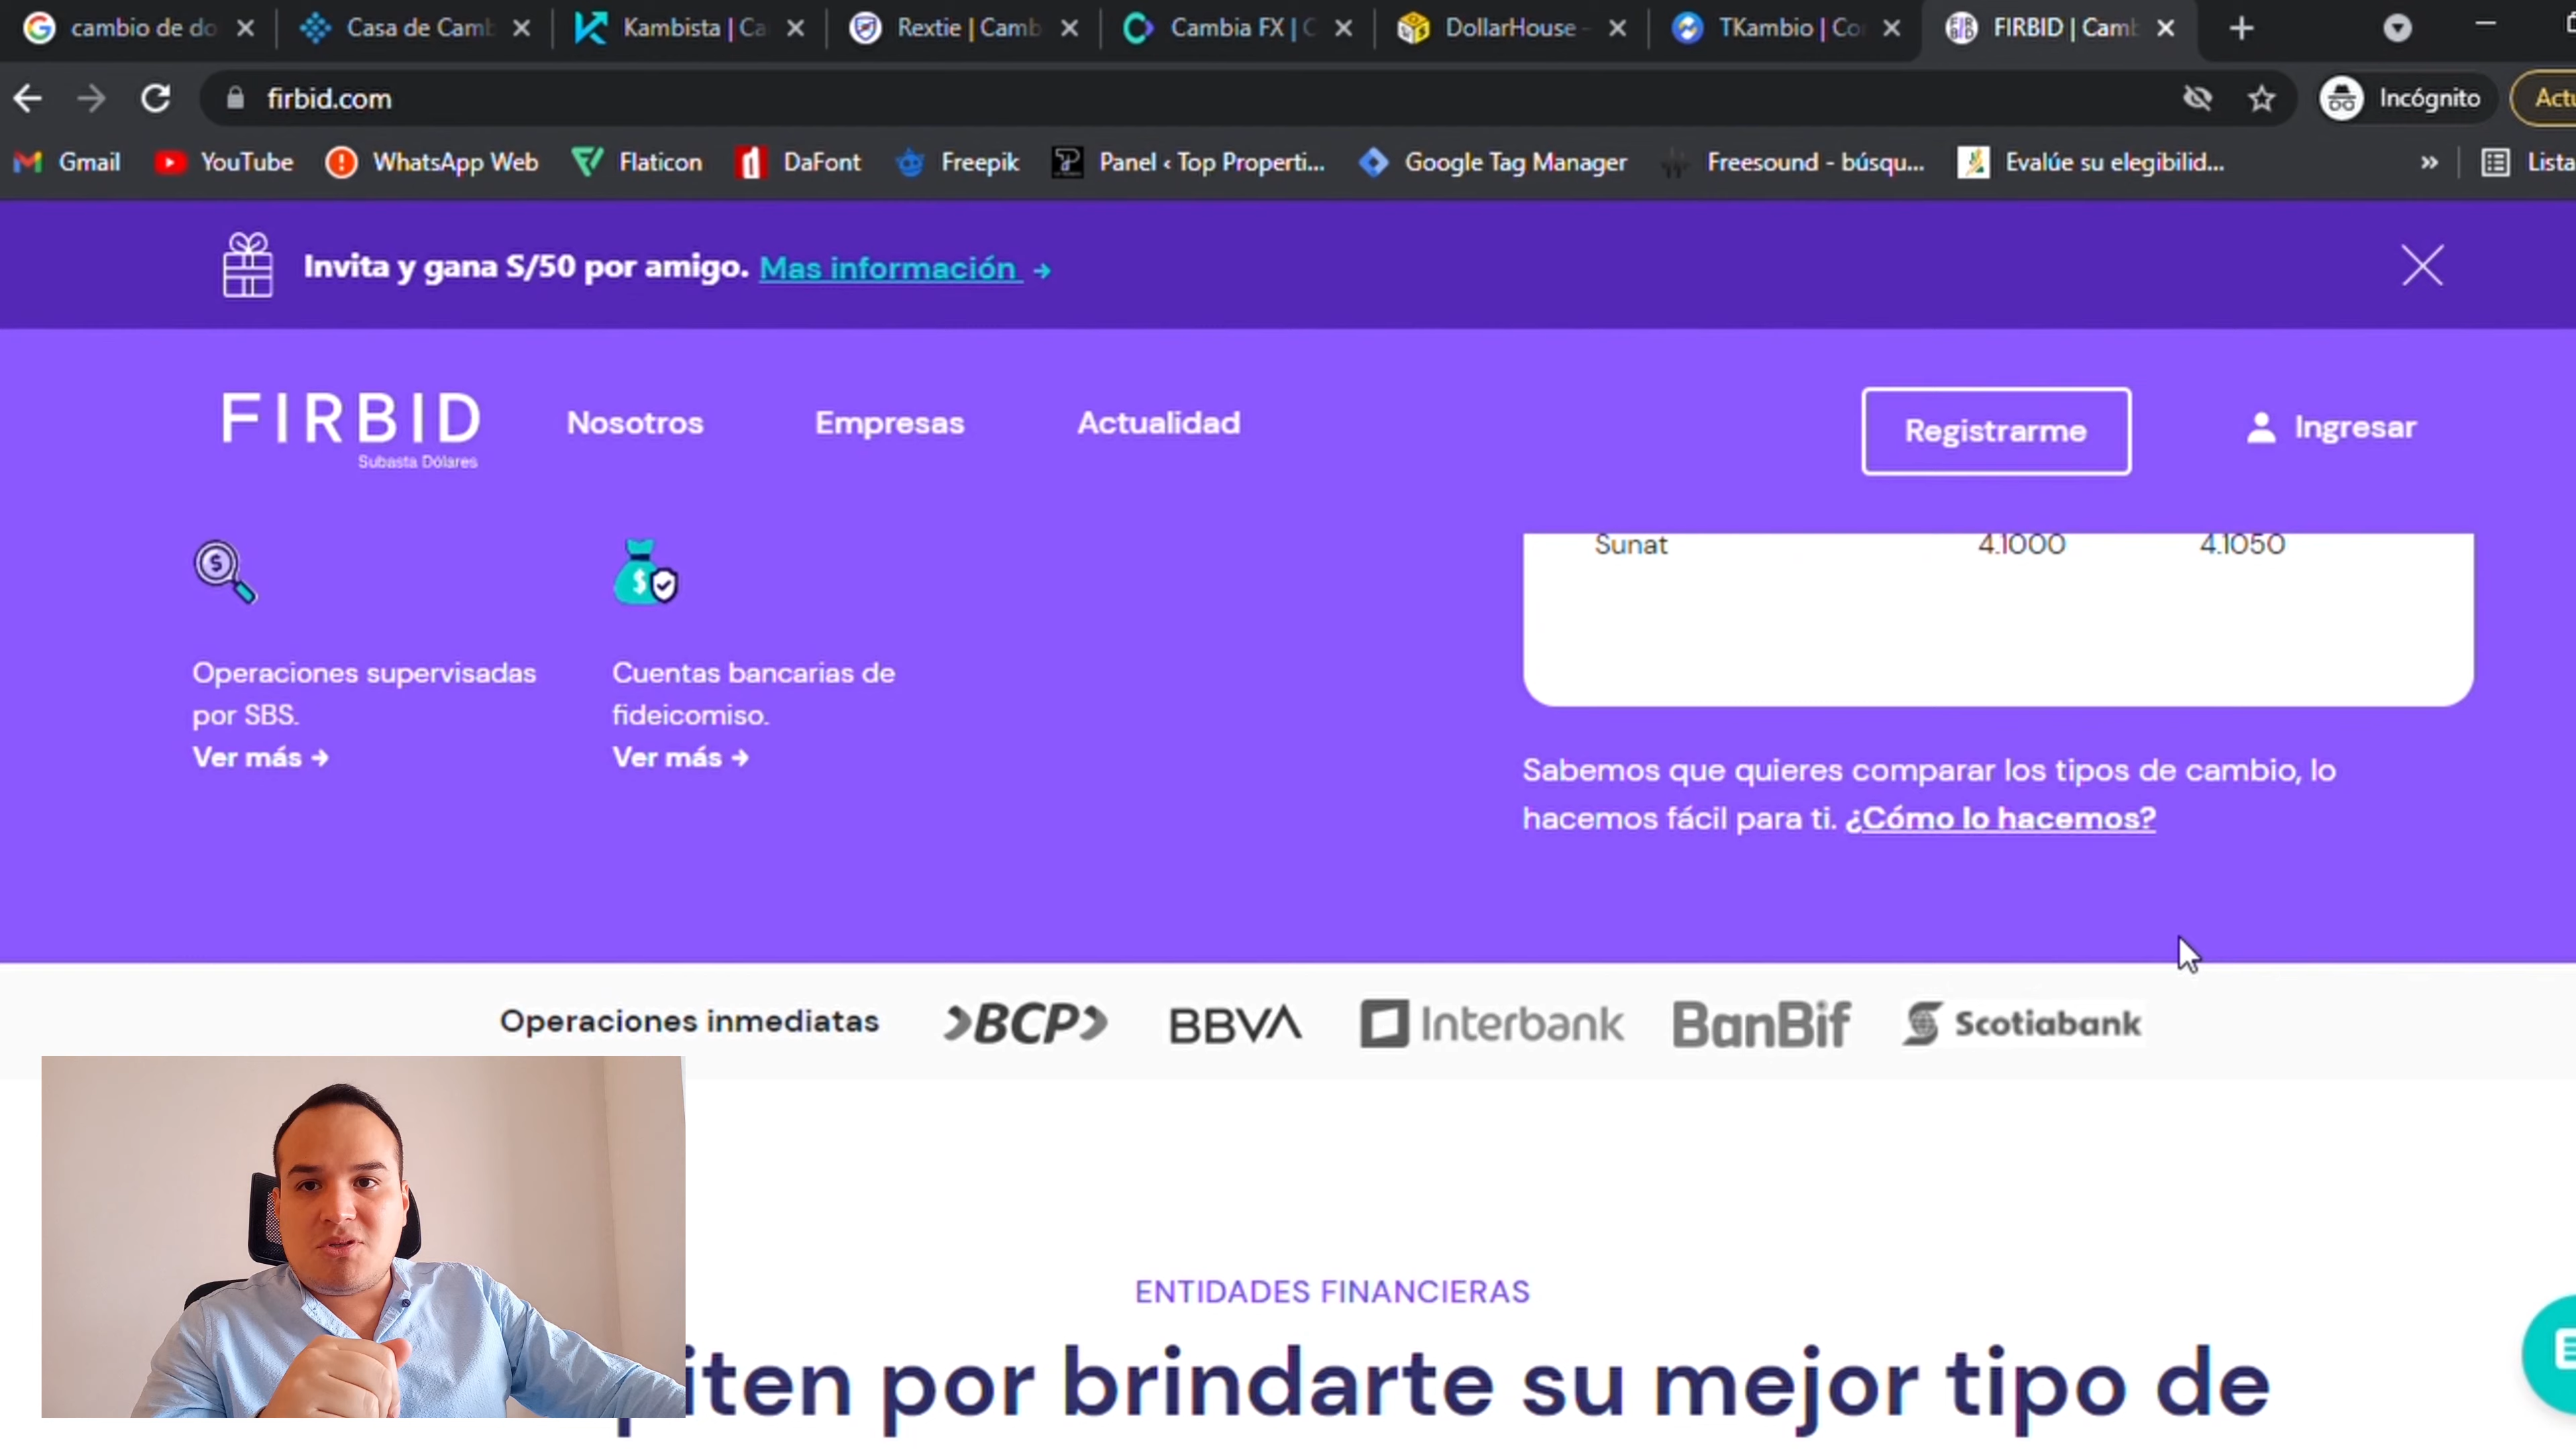 cambio de do
Casa de Camb
Kambista | Ca
Rextie | Camb
Cambia FX | C
DollarHouse -
TKambio | Co
FIRBID | Camb
firbid.com
Incógnito
Actu
Gmail
YouTube
WhatsApp Web
Flaticon
DaFont
Freepik
Panel ‹ Top Properti...
Google Tag Manager
Freesound - búsqu...
Evalúe su elegibilid...
»
Lista
Invita y gana S/50 por amigo. Mas información →
FIRBID
Subasta Dólares
Nosotros
Empresas
Actualidad
Registrarme
Ingresar
Sunat 4.1000 4.1050
Operaciones supervisadas
por SBS.
Ver más →
Cuentas bancarias de
fideicomiso.
Ver más →
Sabemos que quieres comparar los tipos de cambio, lo
hacemos fácil para ti. ¿Cómo lo hacemos?
Operaciones inmediatas
BCP
BBVA
Interbank
BanBif
Scotiabank
ENTIDADES FINANCIERAS
piten por brindarte su mejor tipo de